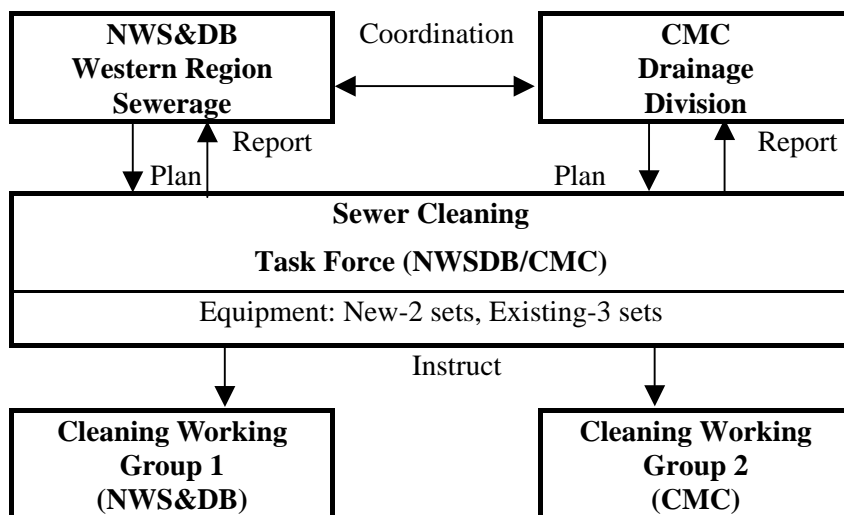 NWS&DB
Western Region
Sewerage
Coordination
CMC
Drainage
Division
Plan
Report
Plan
Report
Sewer Cleaning
Task Force (NWSDB/CMC)
Equipment: New-2 sets, Existing-3 sets
Instruct
Cleaning Working
Group 1
(NWS&DB)
Cleaning Working
Group 2
(CMC)